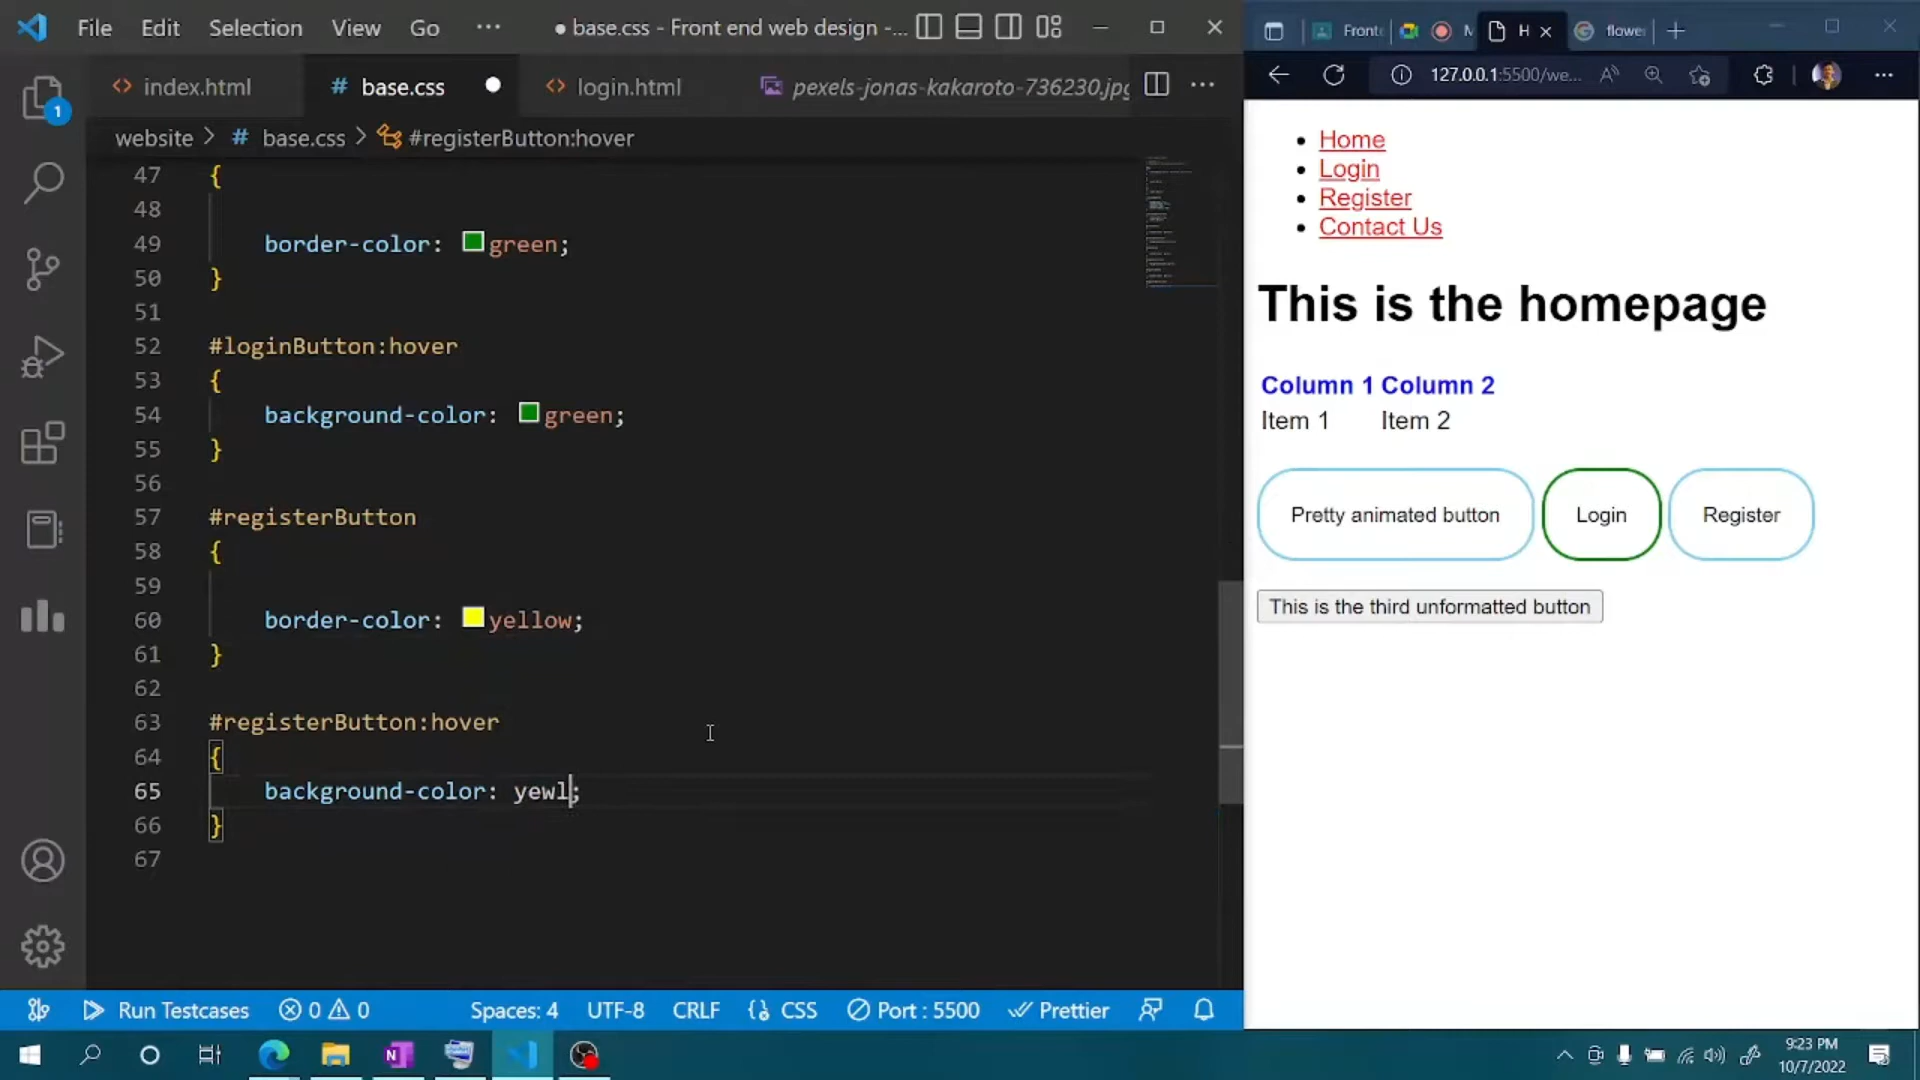 File Edit Selection View Go ··· ● base.css - Front end web design -...
index.html # base.css ● login.html pexels-jonas-kakaroto-736230.jpg ···
1
website > # base.css > #registerButton:hover
47 {
48
49 border-color: green;
50 }
51
52 #loginButton:hover
53 {
54 background-color: green;
55 }
56
57 #registerButton
58 {
59
60 border-color: yellow;
61 }
62
63 #registerButton:hover
64 {
65 background-color: yewl;
66 }
67
Run Testcases 0 0 Spaces: 4 UTF-8 CRLF CSS Port : 5500 Prettier
Fronte M H flower
127.0.0.1:5500/we...
• Home
• Login
• Register
• Contact Us
This is the homepage
Column 1 Column 2
Item 1 Item 2
Pretty animated button Login Register
This is the third unformatted button
9:23 PM
10/7/2022